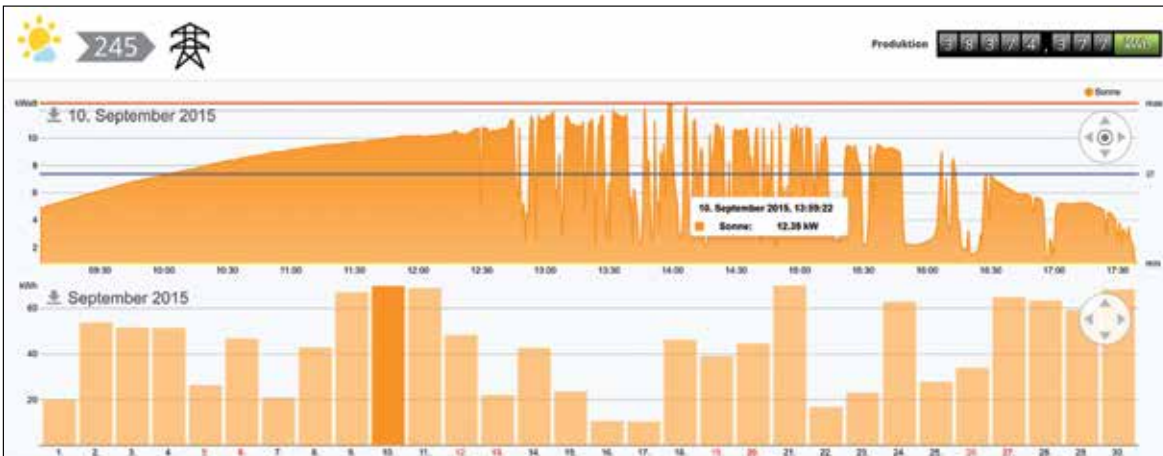 245
Produktion 38374.377 kWh
Sonne
kWatt
10. September 2015
max
10
8
6
4
2
Ø
min
10. September 2015, 13:59:22
Sonne: kW
09:30 10:00 10:30 11:00 11:30 12:00 12:30 13:00 13:30 14:00 14:30 15:00 15:30 16:00 16:30 17:00 17:30
kWh
September 2015
60
40
20
1. 2. 3. 4. 5. 6. 7. 8. 9. 10. 11. 12. 13. 14. 15. 16. 17. 18. 19. 20. 21. 22. 23. 24. 25. 26. 27. 28. 29. 30.